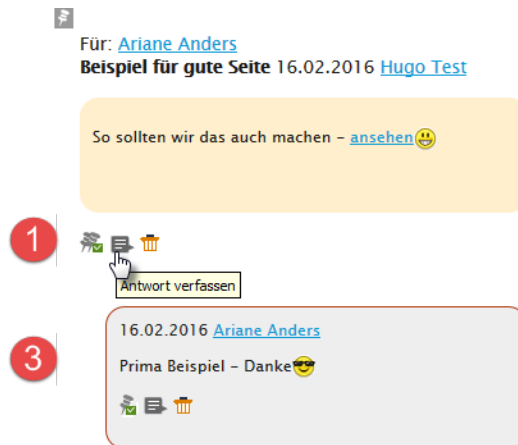 Für: Ariane Anders
Beispiel für gute Seite 16.02.2016 Hugo Test
So sollten wir das auch machen – ansehen
1
Antwort verfassen
16.02.2016 Ariane Anders
3
Prima Beispiel – Danke